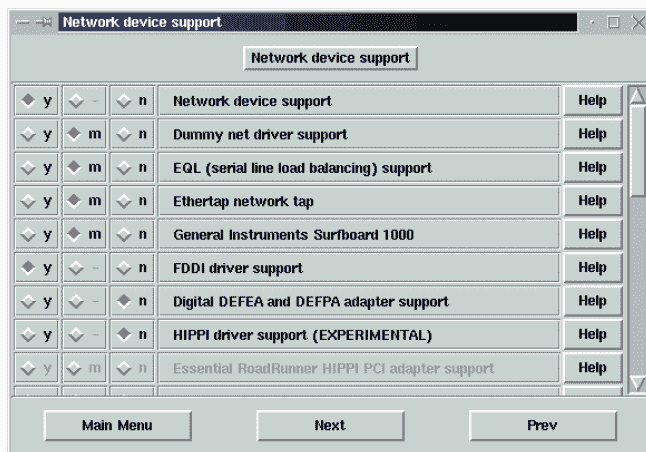 Network device support
Network device support
y - n Network device support Help
y m n Dummy net driver support Help
y m n EQL (serial line load balancing) support Help
y m n Ethertap network tap Help
y m n General Instruments Surfboard 1000 Help
y - n FDDI driver support Help
y - n Digital DEFEA and DEFPA adapter support Help
y - n HIPPI driver support (EXPERIMENTAL) Help
y m n Essential RoadRunner HIPPI PCI adapter support Help
Main Menu Next Prev